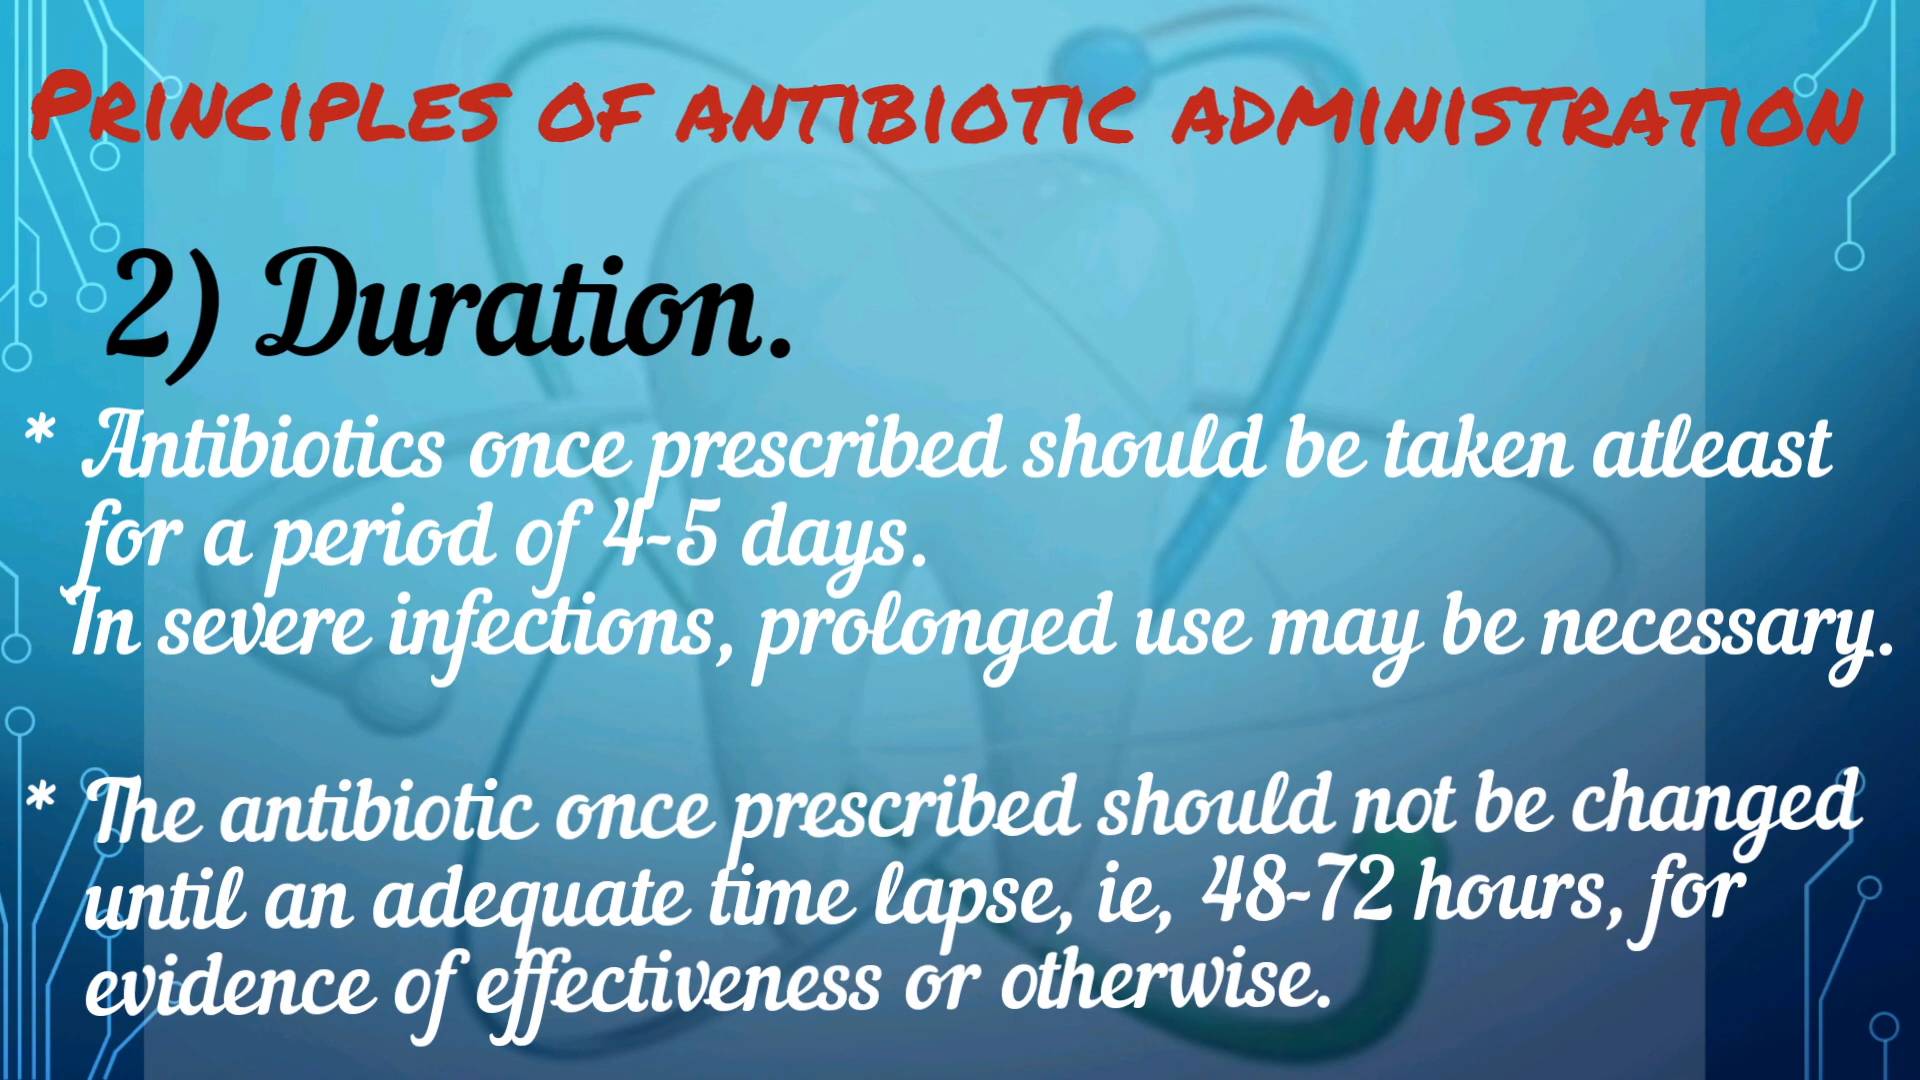 Principles of antibiotic administration
2) Duration.
* Antibiotics once prescribed should be taken atleast
for a period of 4-5 days.
In severe infections, prolonged use may be necessary.
* The antibiotic once prescribed should not be changed
until an adequate time lapse, ie, 48-72 hours, for
evidence of effectiveness or otherwise.